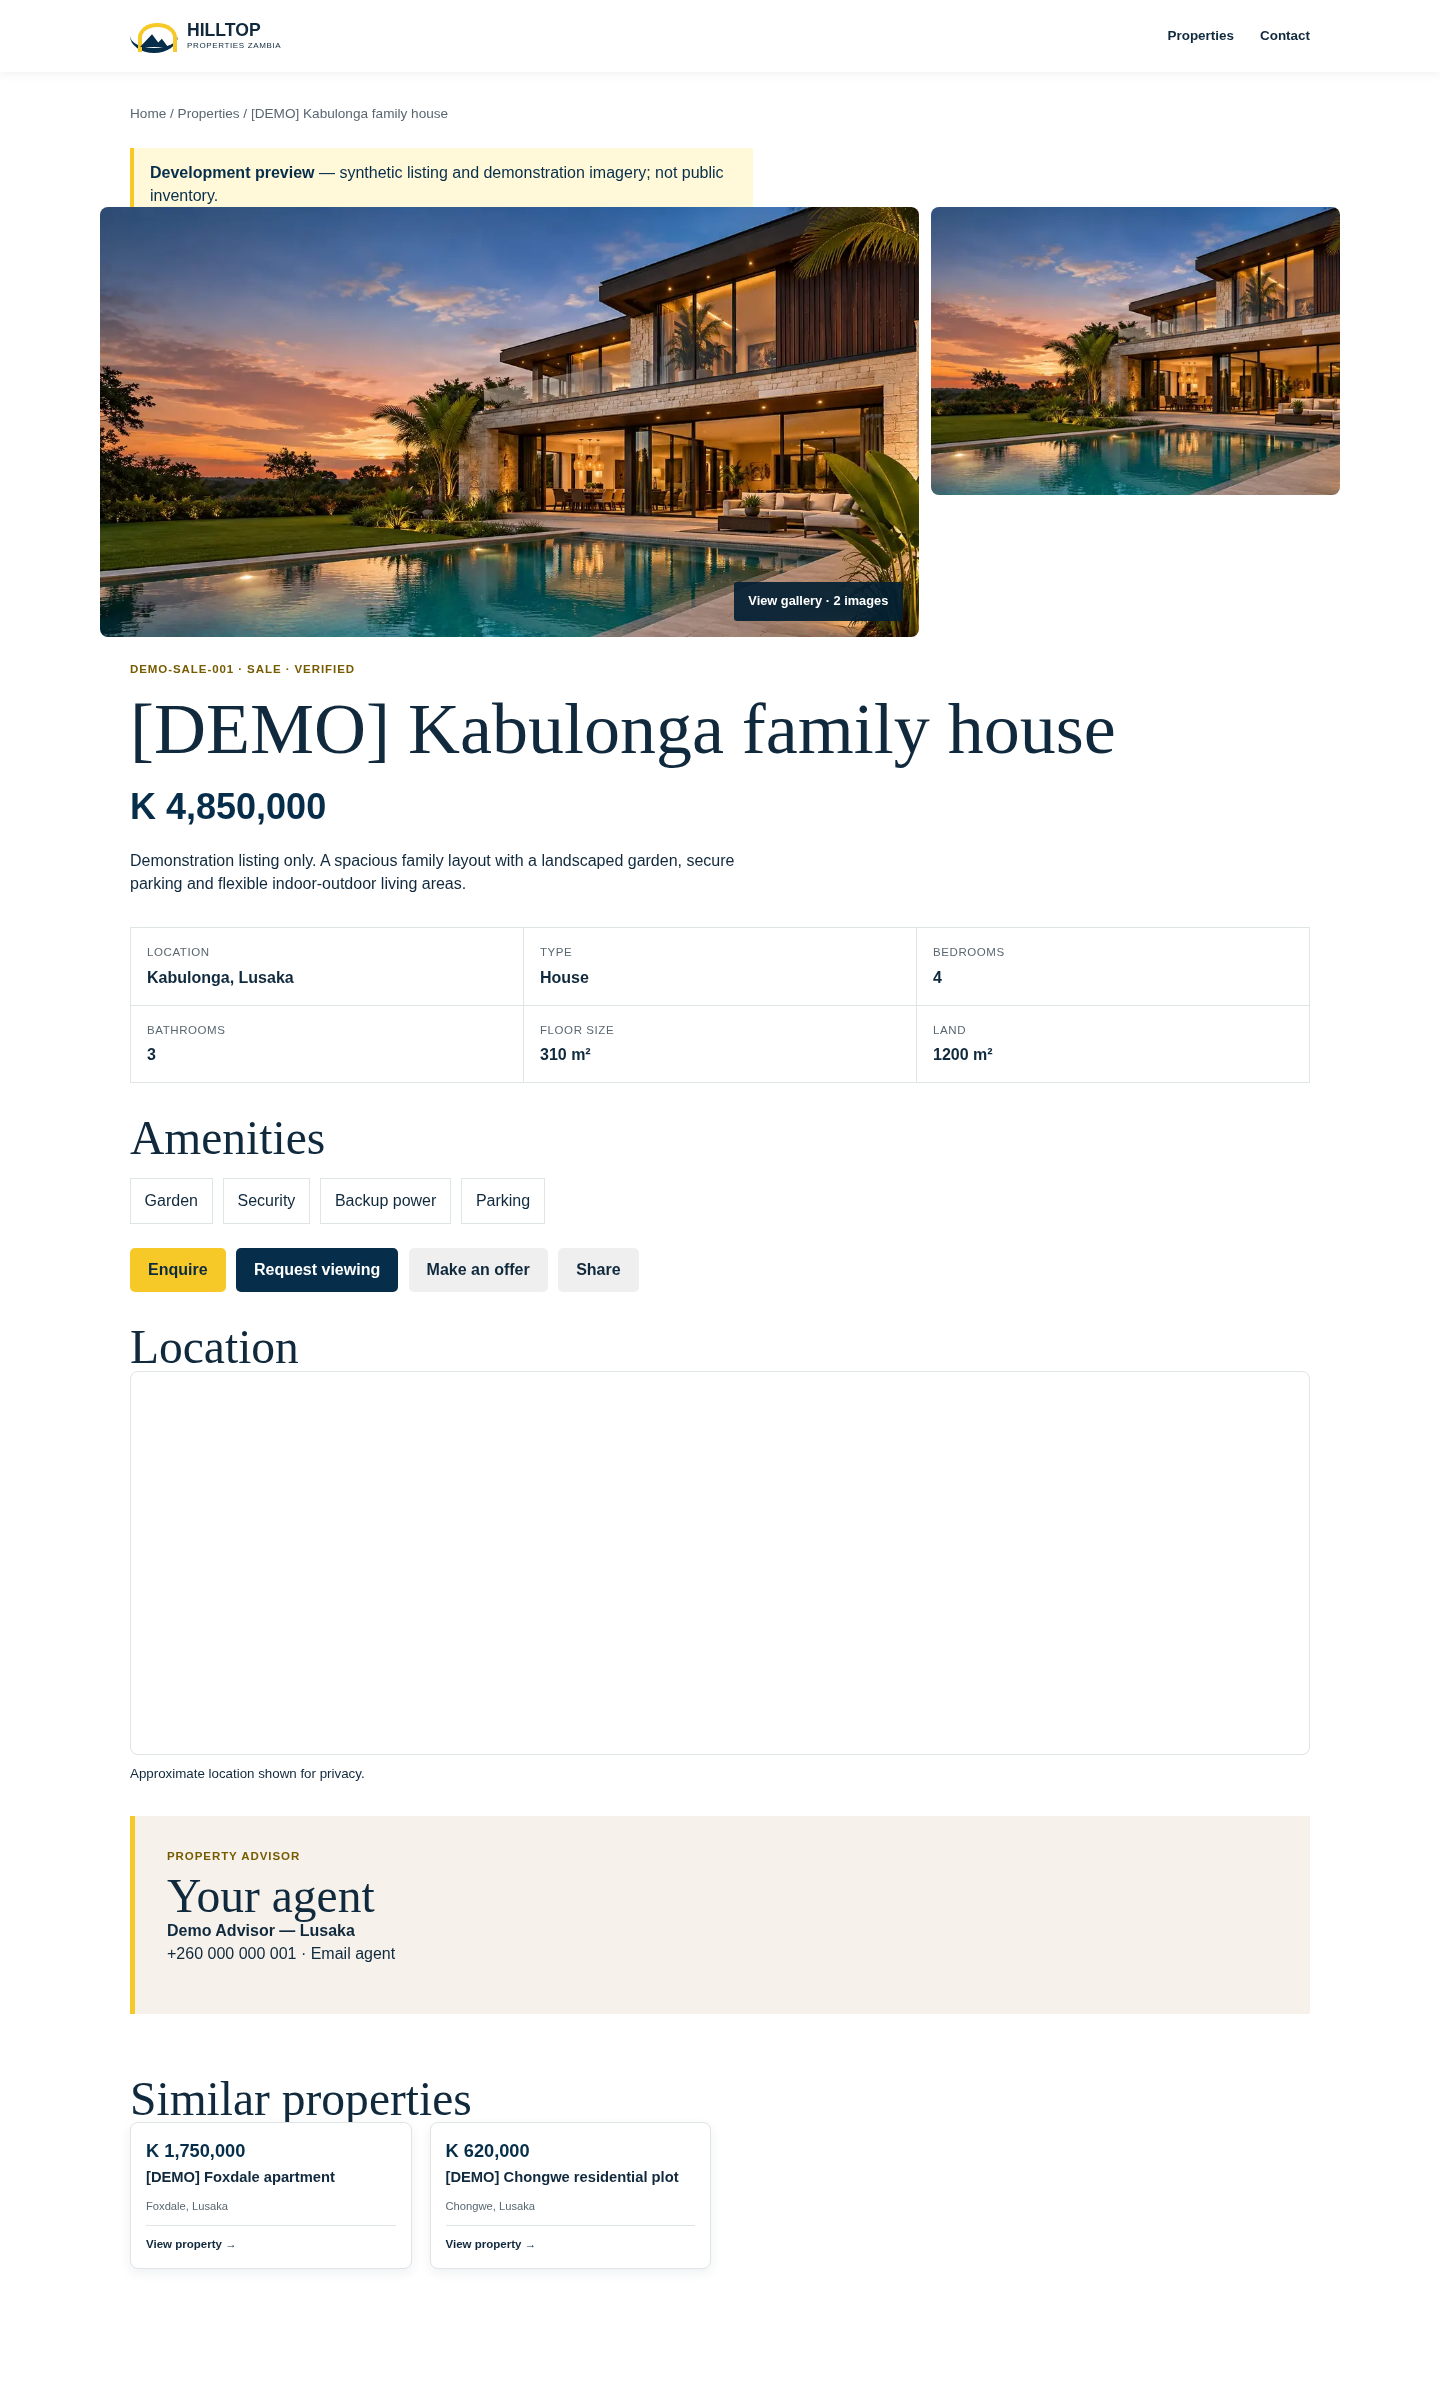 HILLTOP
PROPERTIES ZAMBIA
Properties
Contact
Home / Properties / [DEMO] Kabulonga family house
Development preview — synthetic listing and demonstration imagery; not public
inventory.
View gallery · 2 images
DEMO-SALE-001 · SALE · VERIFIED
[DEMO] Kabulonga family house
K 4,850,000
Demonstration listing only. A spacious family layout with a landscaped garden, secure
parking and flexible indoor-outdoor living areas.
LOCATION
Kabulonga, Lusaka
TYPE
House
BEDROOMS
4
BATHROOMS
3
FLOOR SIZE
310 m²
LAND
1200 m²
Amenities
Garden
Security
Backup power
Parking
Enquire
Request viewing
Make an offer
Share
Location
Approximate location shown for privacy.
PROPERTY ADVISOR
Your agent
Demo Advisor — Lusaka
+260 000 000 001 · Email agent
Similar properties
K 1,750,000
[DEMO] Foxdale apartment
Foxdale, Lusaka
View property →
K 620,000
[DEMO] Chongwe residential plot
Chongwe, Lusaka
View property →